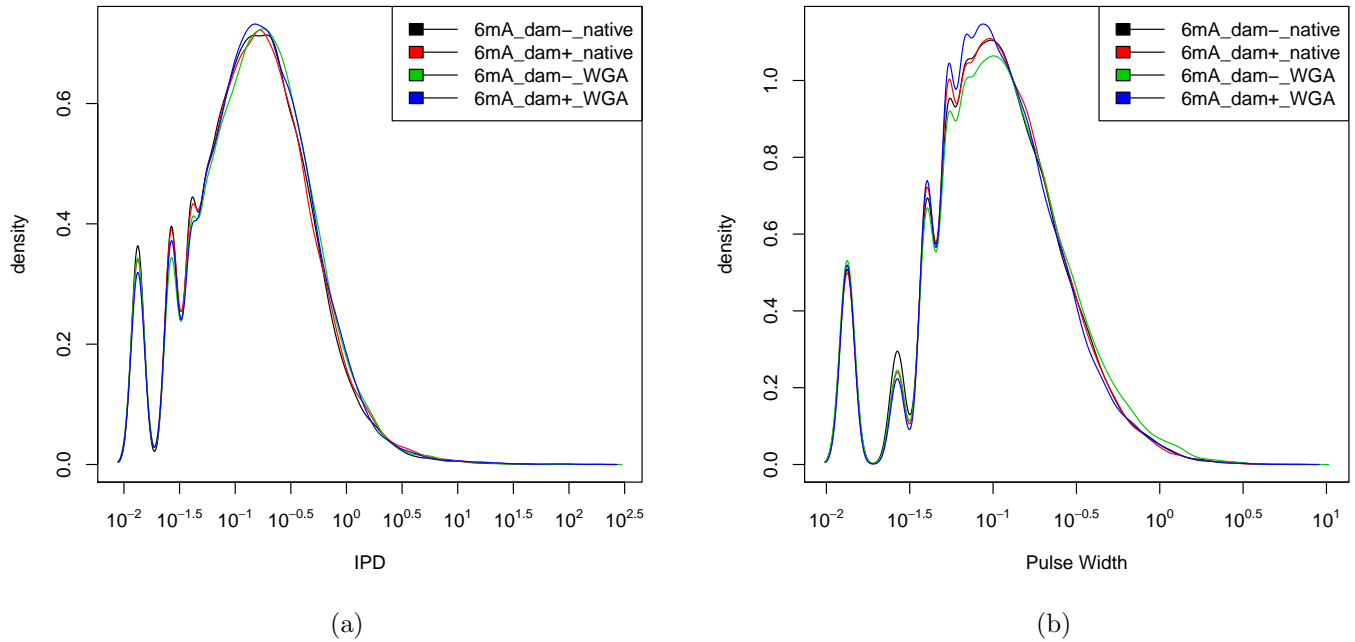 6mA_dam−_native
6mA_dam+_native
6mA_dam−_WGA
6mA_dam+_WGA
density
0.6
0.4
0.2
0.0
10^−2 10^−1.5 10^−1 10^−0.5 10^0 10^0.5 10^1 10^1.5 10^2 10^2.5
IPD
(a)
6mA_dam−_native
6mA_dam+_native
6mA_dam−_WGA
6mA_dam+_WGA
density
1.0
0.8
0.6
0.4
0.2
0.0
10^−2 10^−1.5 10^−1 10^−0.5 10^0 10^0.5 10^1
Pulse Width
(b)